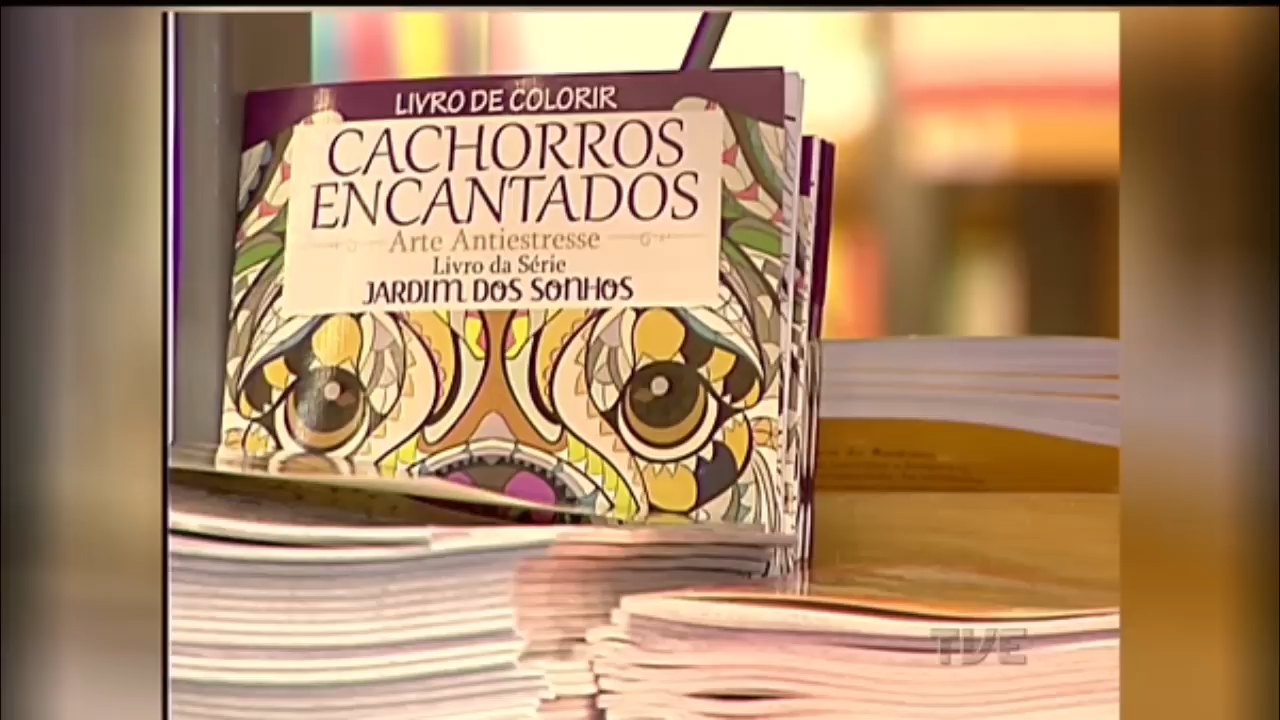 LIVRO DE COLORIR
CACHORROS
ENCANTADOS
Arte Antiestresse
Livro da Série
JARDIM DOS SONHOS
TVE